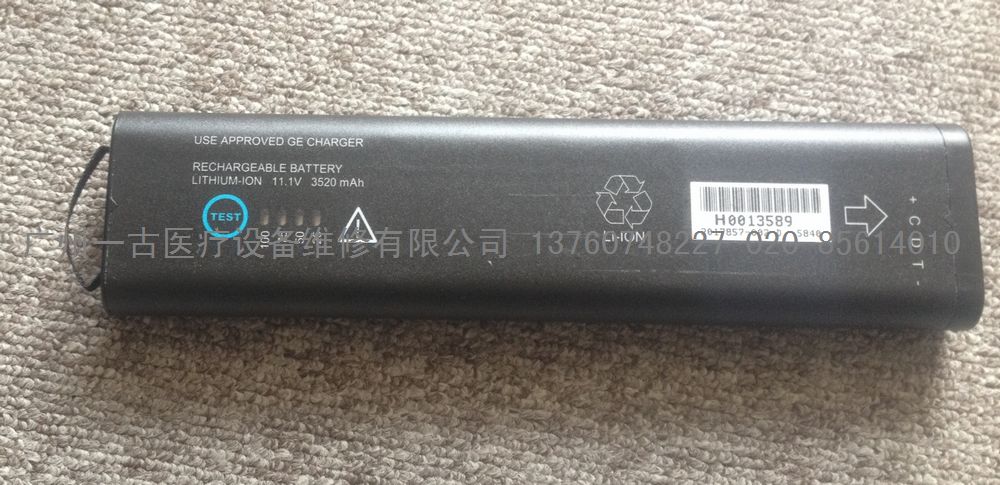 USE APPROVED GE CHARGER
RECHARGEABLE BATTERY
LITHIUM-ION 11.1V 3520 mAh
TEST
LI-ION
H0013589
+ C D T -
广州一古医疗设备维修有限公司 13760748227 020-85614010